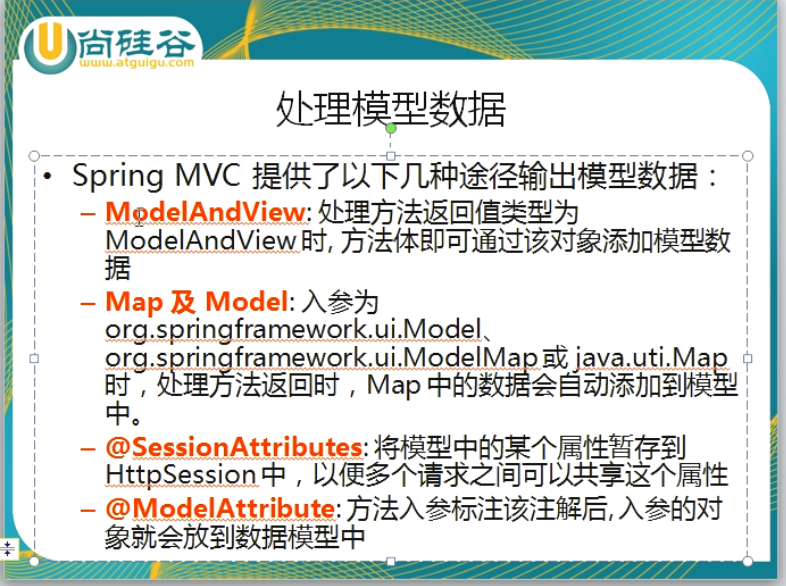 尚硅谷
www.atguigu.com
处理模型数据
• Spring MVC 提供了以下几种途径输出模型数据：
– ModelAndView: 处理方法返回值类型为
ModelAndView 时, 方法体即可通过该对象添加模型数
据
– Map 及 Model: 入参为
org.springframework.ui.Model、
org.springframework.ui.ModelMap 或 java.uti.Map
时，处理方法返回时，Map 中的数据会自动添加到模型
中。
– @SessionAttributes: 将模型中的某个属性暂存到
HttpSession 中，以便多个请求之间可以共享这个属性
– @ModelAttribute: 方法入参标注该注解后, 入参的对
象就会放到数据模型中